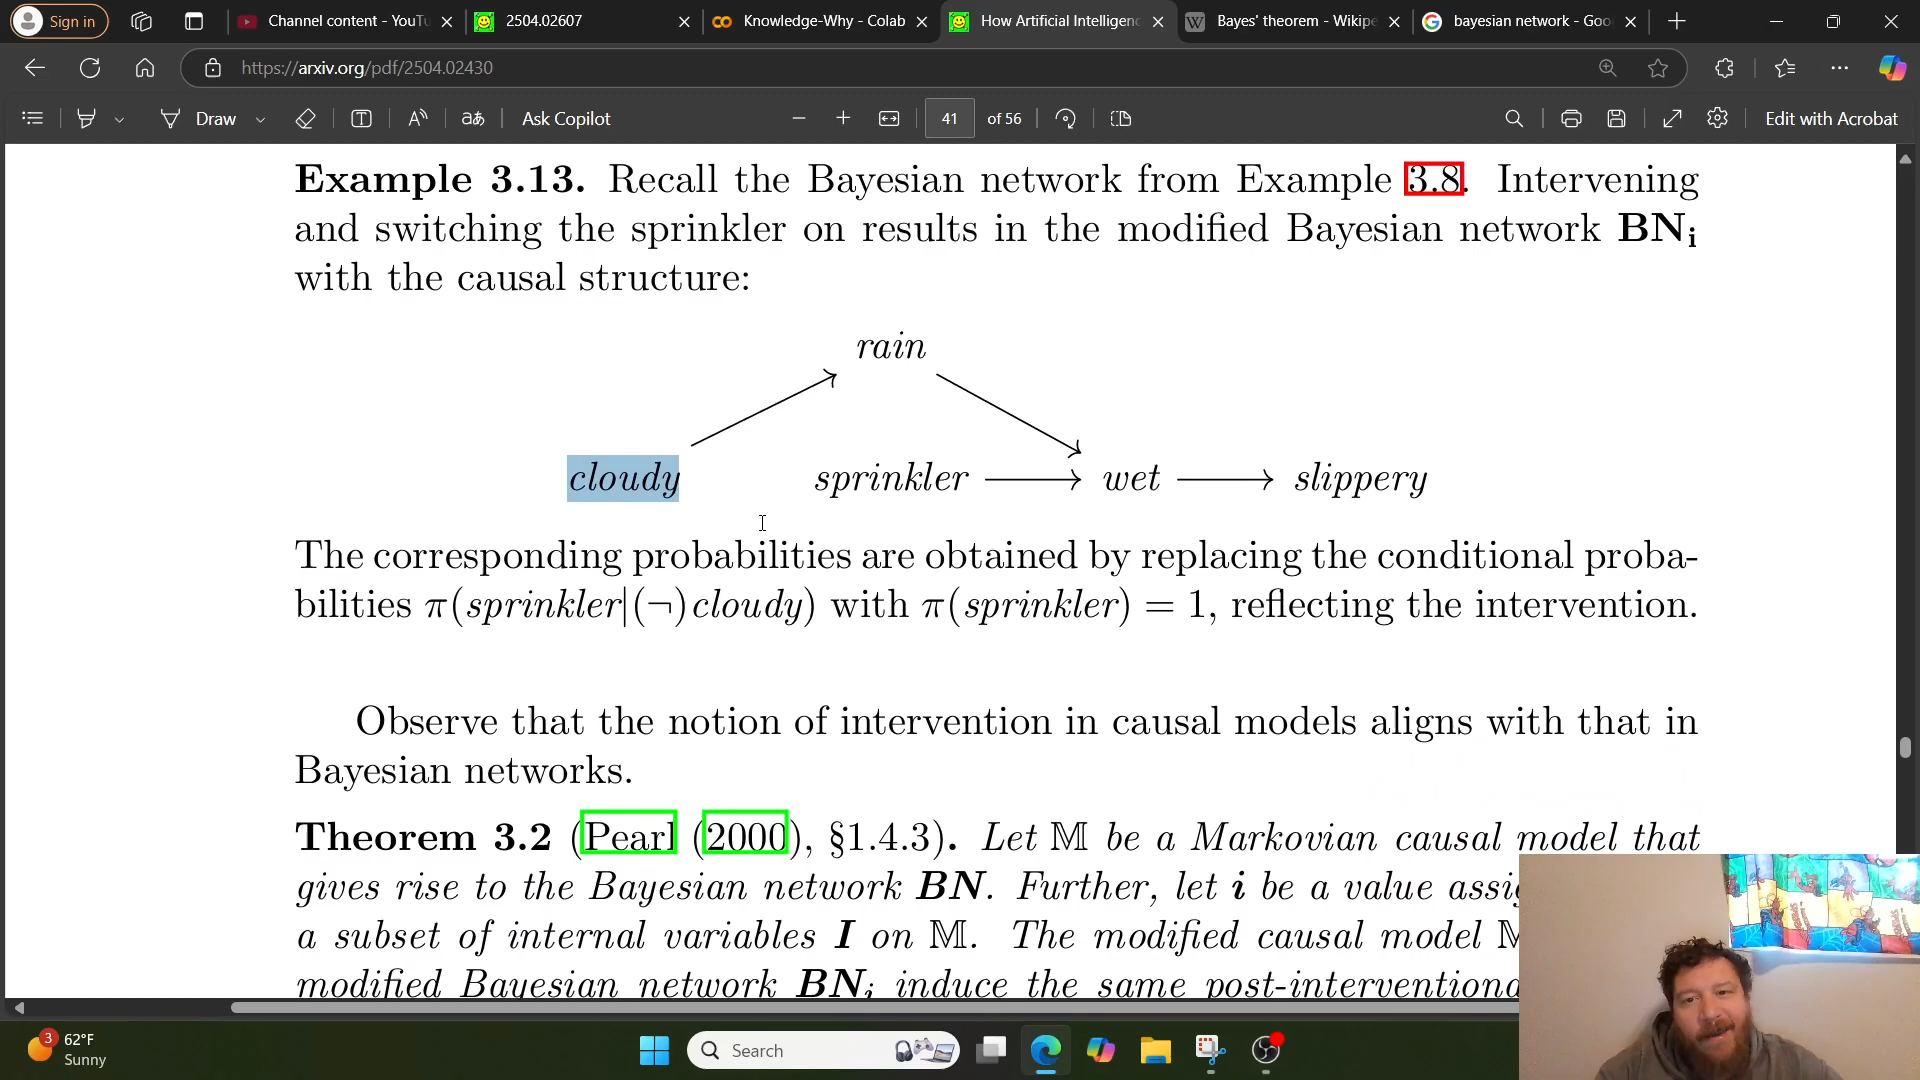 Sign in
Channel content - YouTu
2504.02607
Knowledge-Why - Colab
How Artificial Intelligenc
Bayes' theorem - Wikipe
bayesian network - Goo
https://arxiv.org/pdf/2504.02430
Draw
aあ
Ask Copilot
41 of 56
Edit with Acrobat
Example 3.13. Recall the Bayesian network from Example 3.8. Intervening
and switching the sprinkler on results in the modified Bayesian network BNᵢ
with the causal structure:
rain
cloudy sprinkler wet slippery
The corresponding probabilities are obtained by replacing the conditional proba-
bilities π(sprinkler|(¬)cloudy) with π(sprinkler) = 1, reflecting the intervention.
Observe that the notion of intervention in causal models aligns with that in
Bayesian networks.
Theorem 3.2 (Pearl (2000), §1.4.3). Let 𝕄 be a Markovian causal model that
gives rise to the Bayesian network BN. Further, let i be a value assig
a subset of internal variables I on 𝕄. The modified causal model
modified Bayesian network BNᵢ induce the same post-interventiona
3
62°F
Sunny
Search